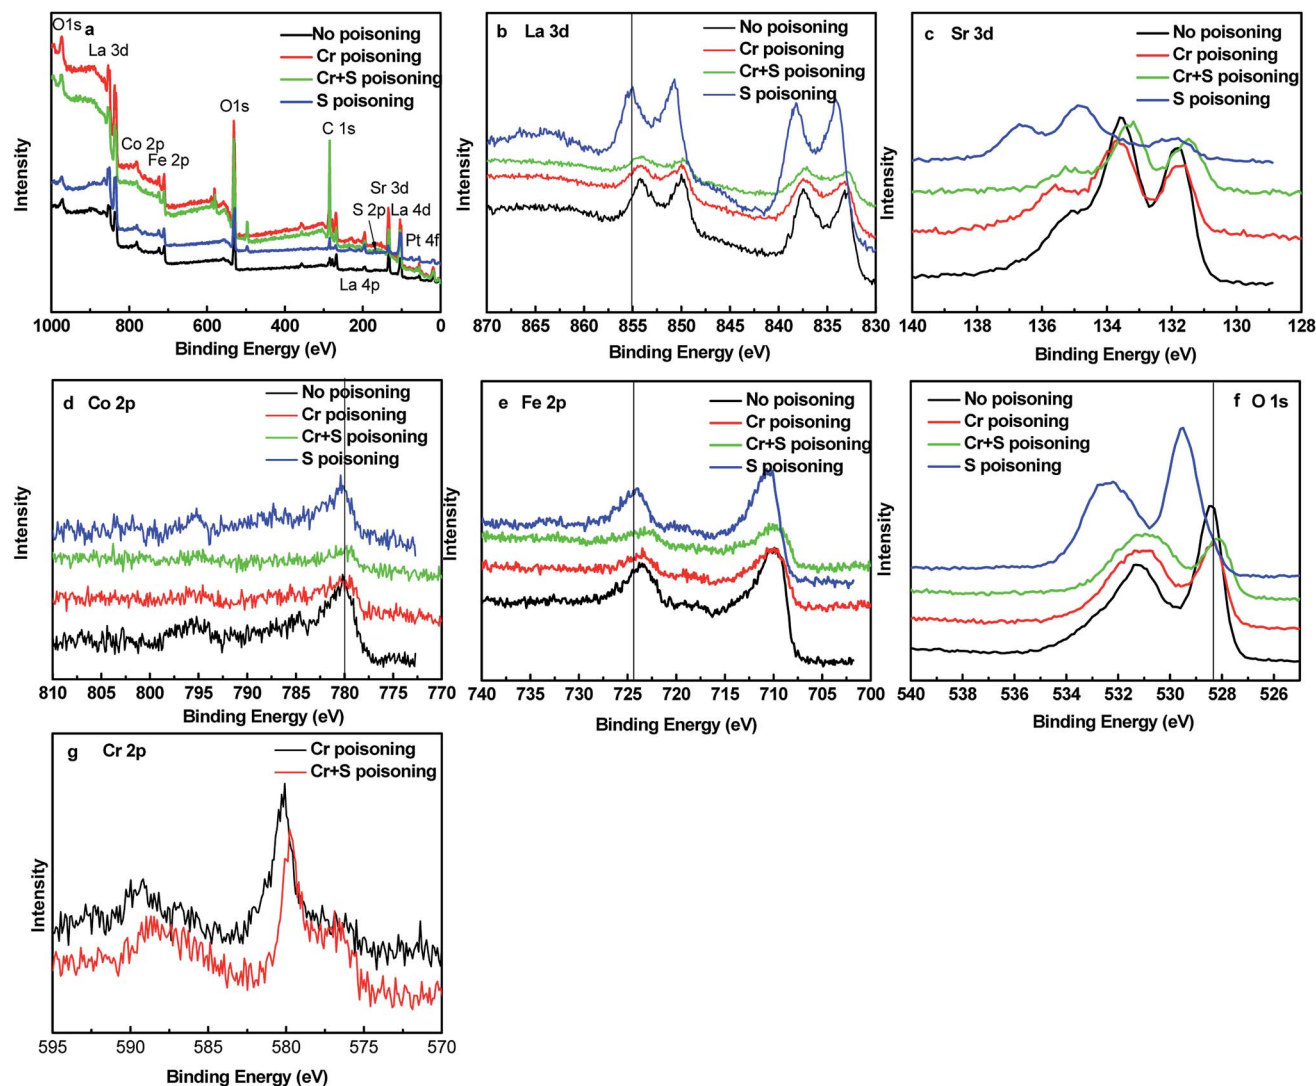 O1s
a
La 3d
No poisoning
Cr poisoning
Cr+S poisoning
S poisoning
O1s
C 1s
Co 2p
Fe 2p
Sr 3d
S 2p
La 4d
Pt 4f
La 4p
Intensity
1000 800 600 400 200 0
Binding Energy (eV)
b La 3d
No poisoning
Cr poisoning
Cr+S poisoning
S poisoning
Intensity
870 865 860 855 850 845 840 835 830
Binding Energy (eV)
c Sr 3d
No poisoning
Cr poisoning
Cr+S poisoning
S poisoning
Intensity
140 136 134 132 130 128
Binding Energy (eV)
d Co 2p
No poisoning
Cr poisoning
Cr+S poisoning
S poisoning
Intensity
810 805 800 795 790 785 780 775 770
Binding Energy (eV)
e Fe 2p
No poisoning
Cr poisoning
Cr+S poisoning
S poisoning
Intensity
740 730 725 720 715 710 705 700
Binding Energy (eV)
f O 1s
No poisoning
Cr poisoning
Cr+S poisoning
S poisoning
Intensity
540 538 536 534 532 531 530 528 526 525
Binding Energy (eV)
g Cr 2p
Cr poisoning
Cr+S poisoning
Intensity
595 590 585 580 575 570
Binding Energy (eV)